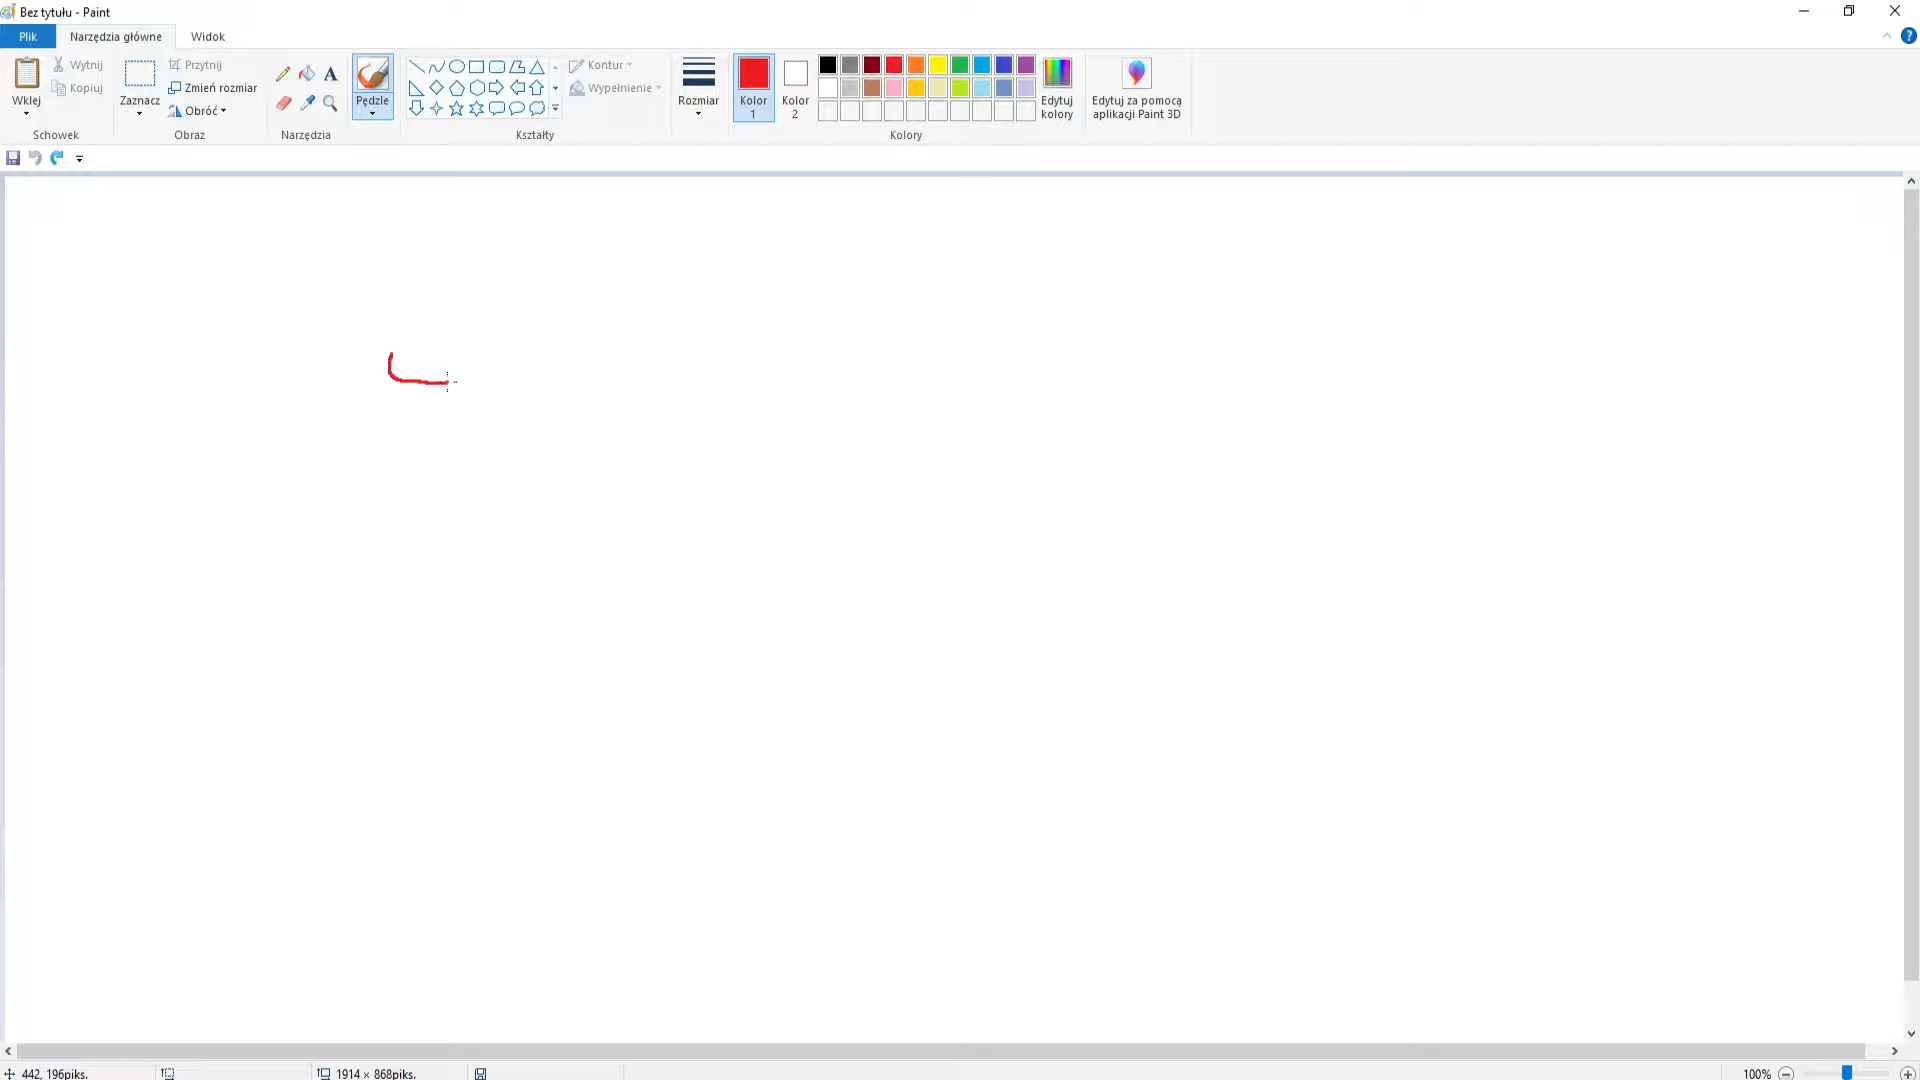 Bez tytułu - Paint
Plik Narzędzia główne Widok
Wklej Wytnij Kopiuj
Schowek
Zaznacz Przytnij Zmień rozmiar Obróć
Obraz
Narzędzia
Pędzle
Kontur Wypełnienie
Kształty
Rozmiar
Kolor 1
Kolor 2
Edytuj kolory
Kolory
Edytuj za pomocą aplikacji Paint 3D
442, 196piks.
1914 × 868piks.
100%